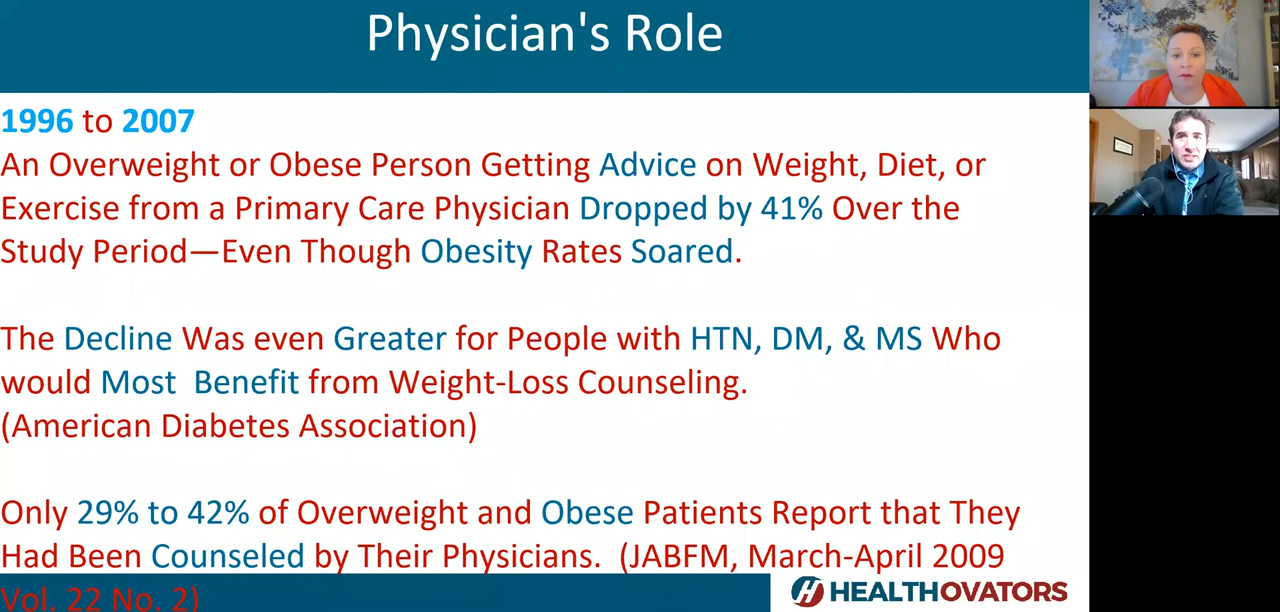 Physician's Role
1996 to 2007
An Overweight or Obese Person Getting Advice on Weight, Diet, or
Exercise from a Primary Care Physician Dropped by 41% Over the
Study Period—Even Though Obesity Rates Soared.
The Decline Was even Greater for People with HTN, DM, & MS Who
would Most  Benefit from Weight-Loss Counseling.
(American Diabetes Association)
Only 29% to 42% of Overweight and Obese Patients Report that They
Had Been Counseled by Their Physicians.  (JABFM, March-April 2009
Vol. 22 No. 2)
H HEALTHOVATORS